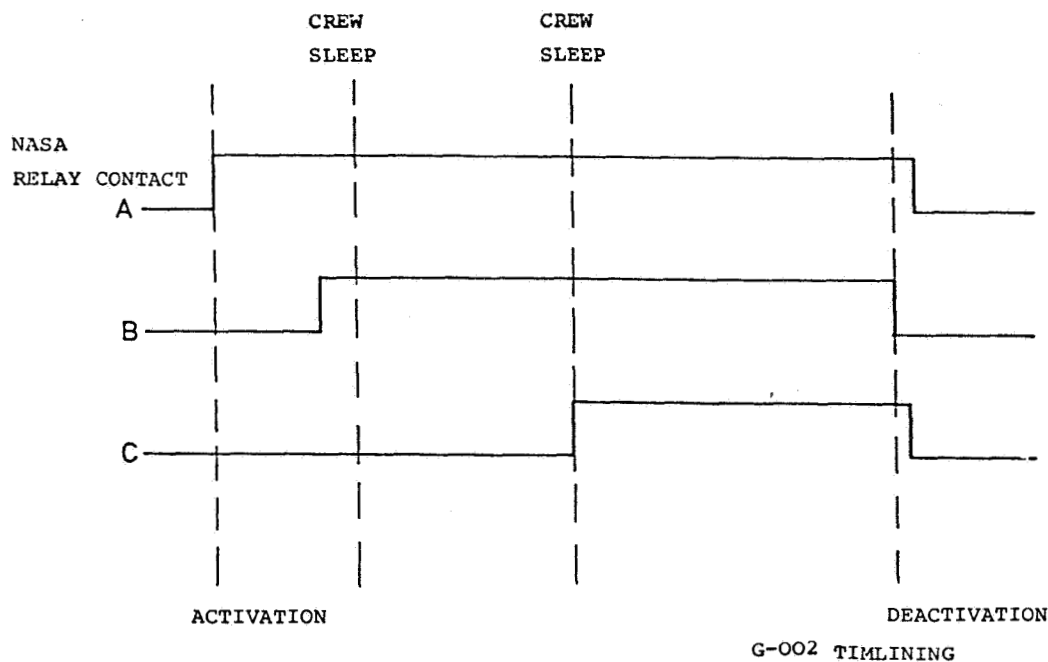 CREW
SLEEP
CREW
SLEEP
NASA
RELAY CONTACT
A
B
C
ACTIVATION
DEACTIVATION
G-002 TIMLINING